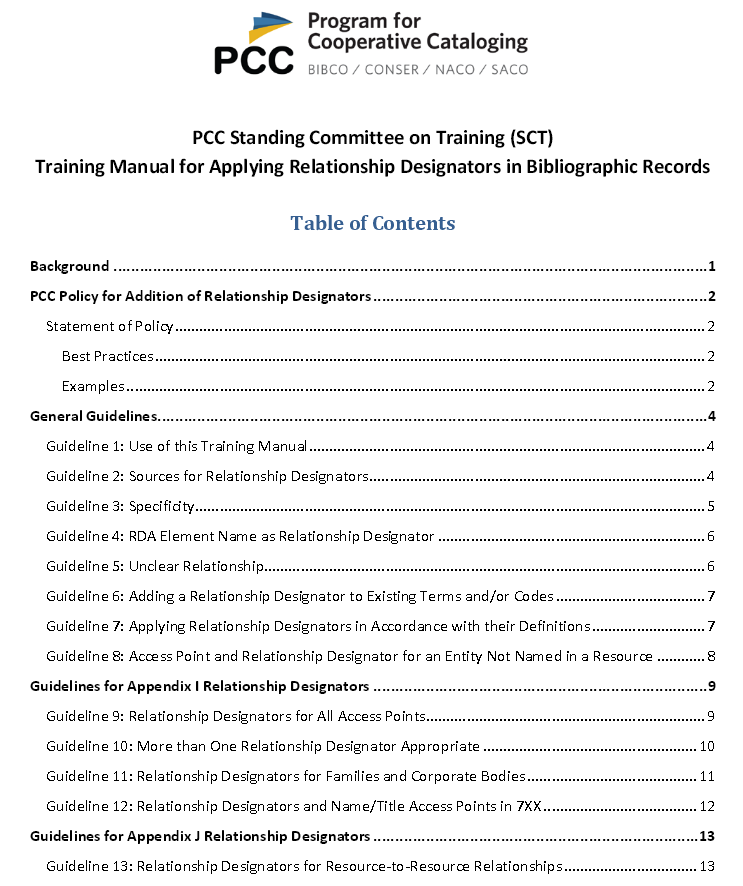 PCC
Program for
Cooperative Cataloging
BIBCO / CONSER / NACO / SACO
PCC Standing Committee on Training (SCT)
Training Manual for Applying Relationship Designators in Bibliographic Records
Table of Contents
Background 1
PCC Policy for Addition of Relationship Designators 2
Statement of Policy 2
Best Practices 2
Examples 2
General Guidelines 4
Guideline 1: Use of this Training Manual 4
Guideline 2: Sources for Relationship Designators 4
Guideline 3: Specificity 5
Guideline 4: RDA Element Name as Relationship Designator 6
Guideline 5: Unclear Relationship 6
Guideline 6: Adding a Relationship Designator to Existing Terms and/or Codes 7
Guideline 7: Applying Relationship Designators in Accordance with their Definitions 7
Guideline 8: Access Point and Relationship Designator for an Entity Not Named in a Resource 8
Guidelines for Appendix I Relationship Designators 9
Guideline 9: Relationship Designators for All Access Points 9
Guideline 10: More than One Relationship Designator Appropriate 10
Guideline 11: Relationship Designators for Families and Corporate Bodies 11
Guideline 12: Relationship Designators and Name/Title Access Points in 7XX 12
Guidelines for Appendix J Relationship Designators 13
Guideline 13: Relationship Designators for Resource-to-Resource Relationships 13